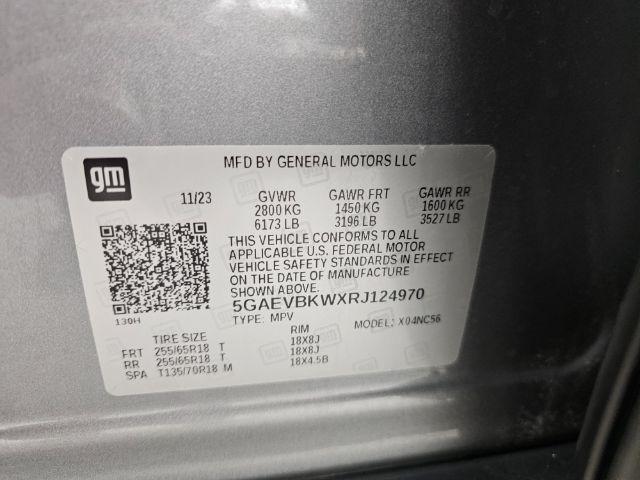 gm
MFD BY GENERAL MOTORS LLC
11/23 GVWR GAWR FRT GAWR RR
2800 KG 1450 KG 1600 KG
6173 LB 3196 LB 3527 LB
THIS VEHICLE CONFORMS TO ALL
APPLICABLE U.S. FEDERAL MOTOR
VEHICLE SAFETY STANDARDS IN EFFECT
ON THE DATE OF MANUFACTURE
5GAEVBKWXRJ124970
130H
TYPE: MPV MODEL: X04NC56
TIRE SIZE RIM
FRT 255/65R18 T 18X8J
RR 255/65R18 T 18X8J
SPA T135/70R18 M 18X4.5B